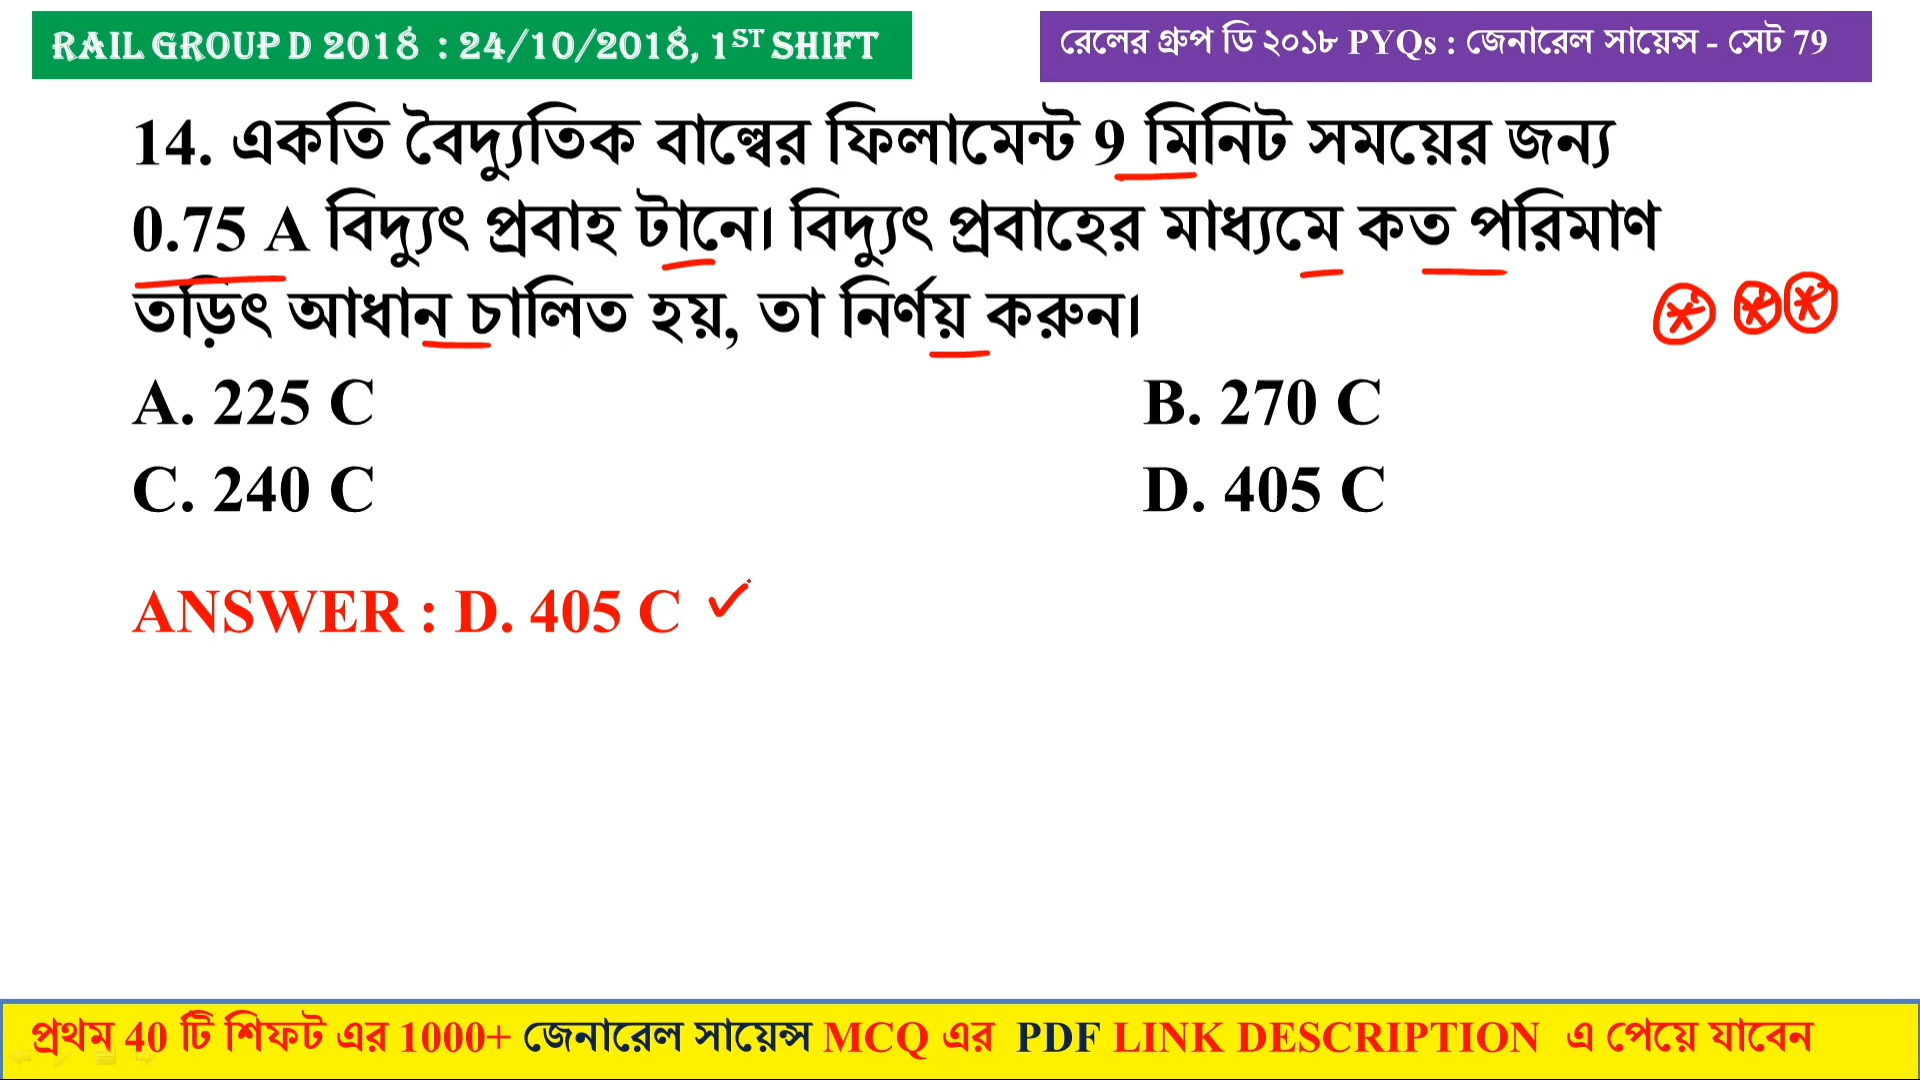 RAIL GROUP D 2018 : 24/10/2018, 1ST SHIFT
রেলের গ্রুপ ডি ২০১৮ PYQs : জেনারেল সায়েন্স - সেট 79
14. একতি বৈদ্যুতিক বাল্বের ফিলামেন্ট 9 মিনিট সময়ের জন্য
0.75 A বিদ্যুৎ প্রবাহ টানে। বিদ্যুৎ প্রবাহের মাধ্যমে কত পরিমাণ
তড়িৎ আধান চালিত হয়, তা নির্ণয় করুন।
A. 225 C
B. 270 C
C. 240 C
D. 405 C
ANSWER : D. 405 C
প্রথম 40 টি শিফট এর 1000+ জেনারেল সায়েন্স MCQ এর PDF LINK DESCRIPTION এ পেয়ে যাবেন